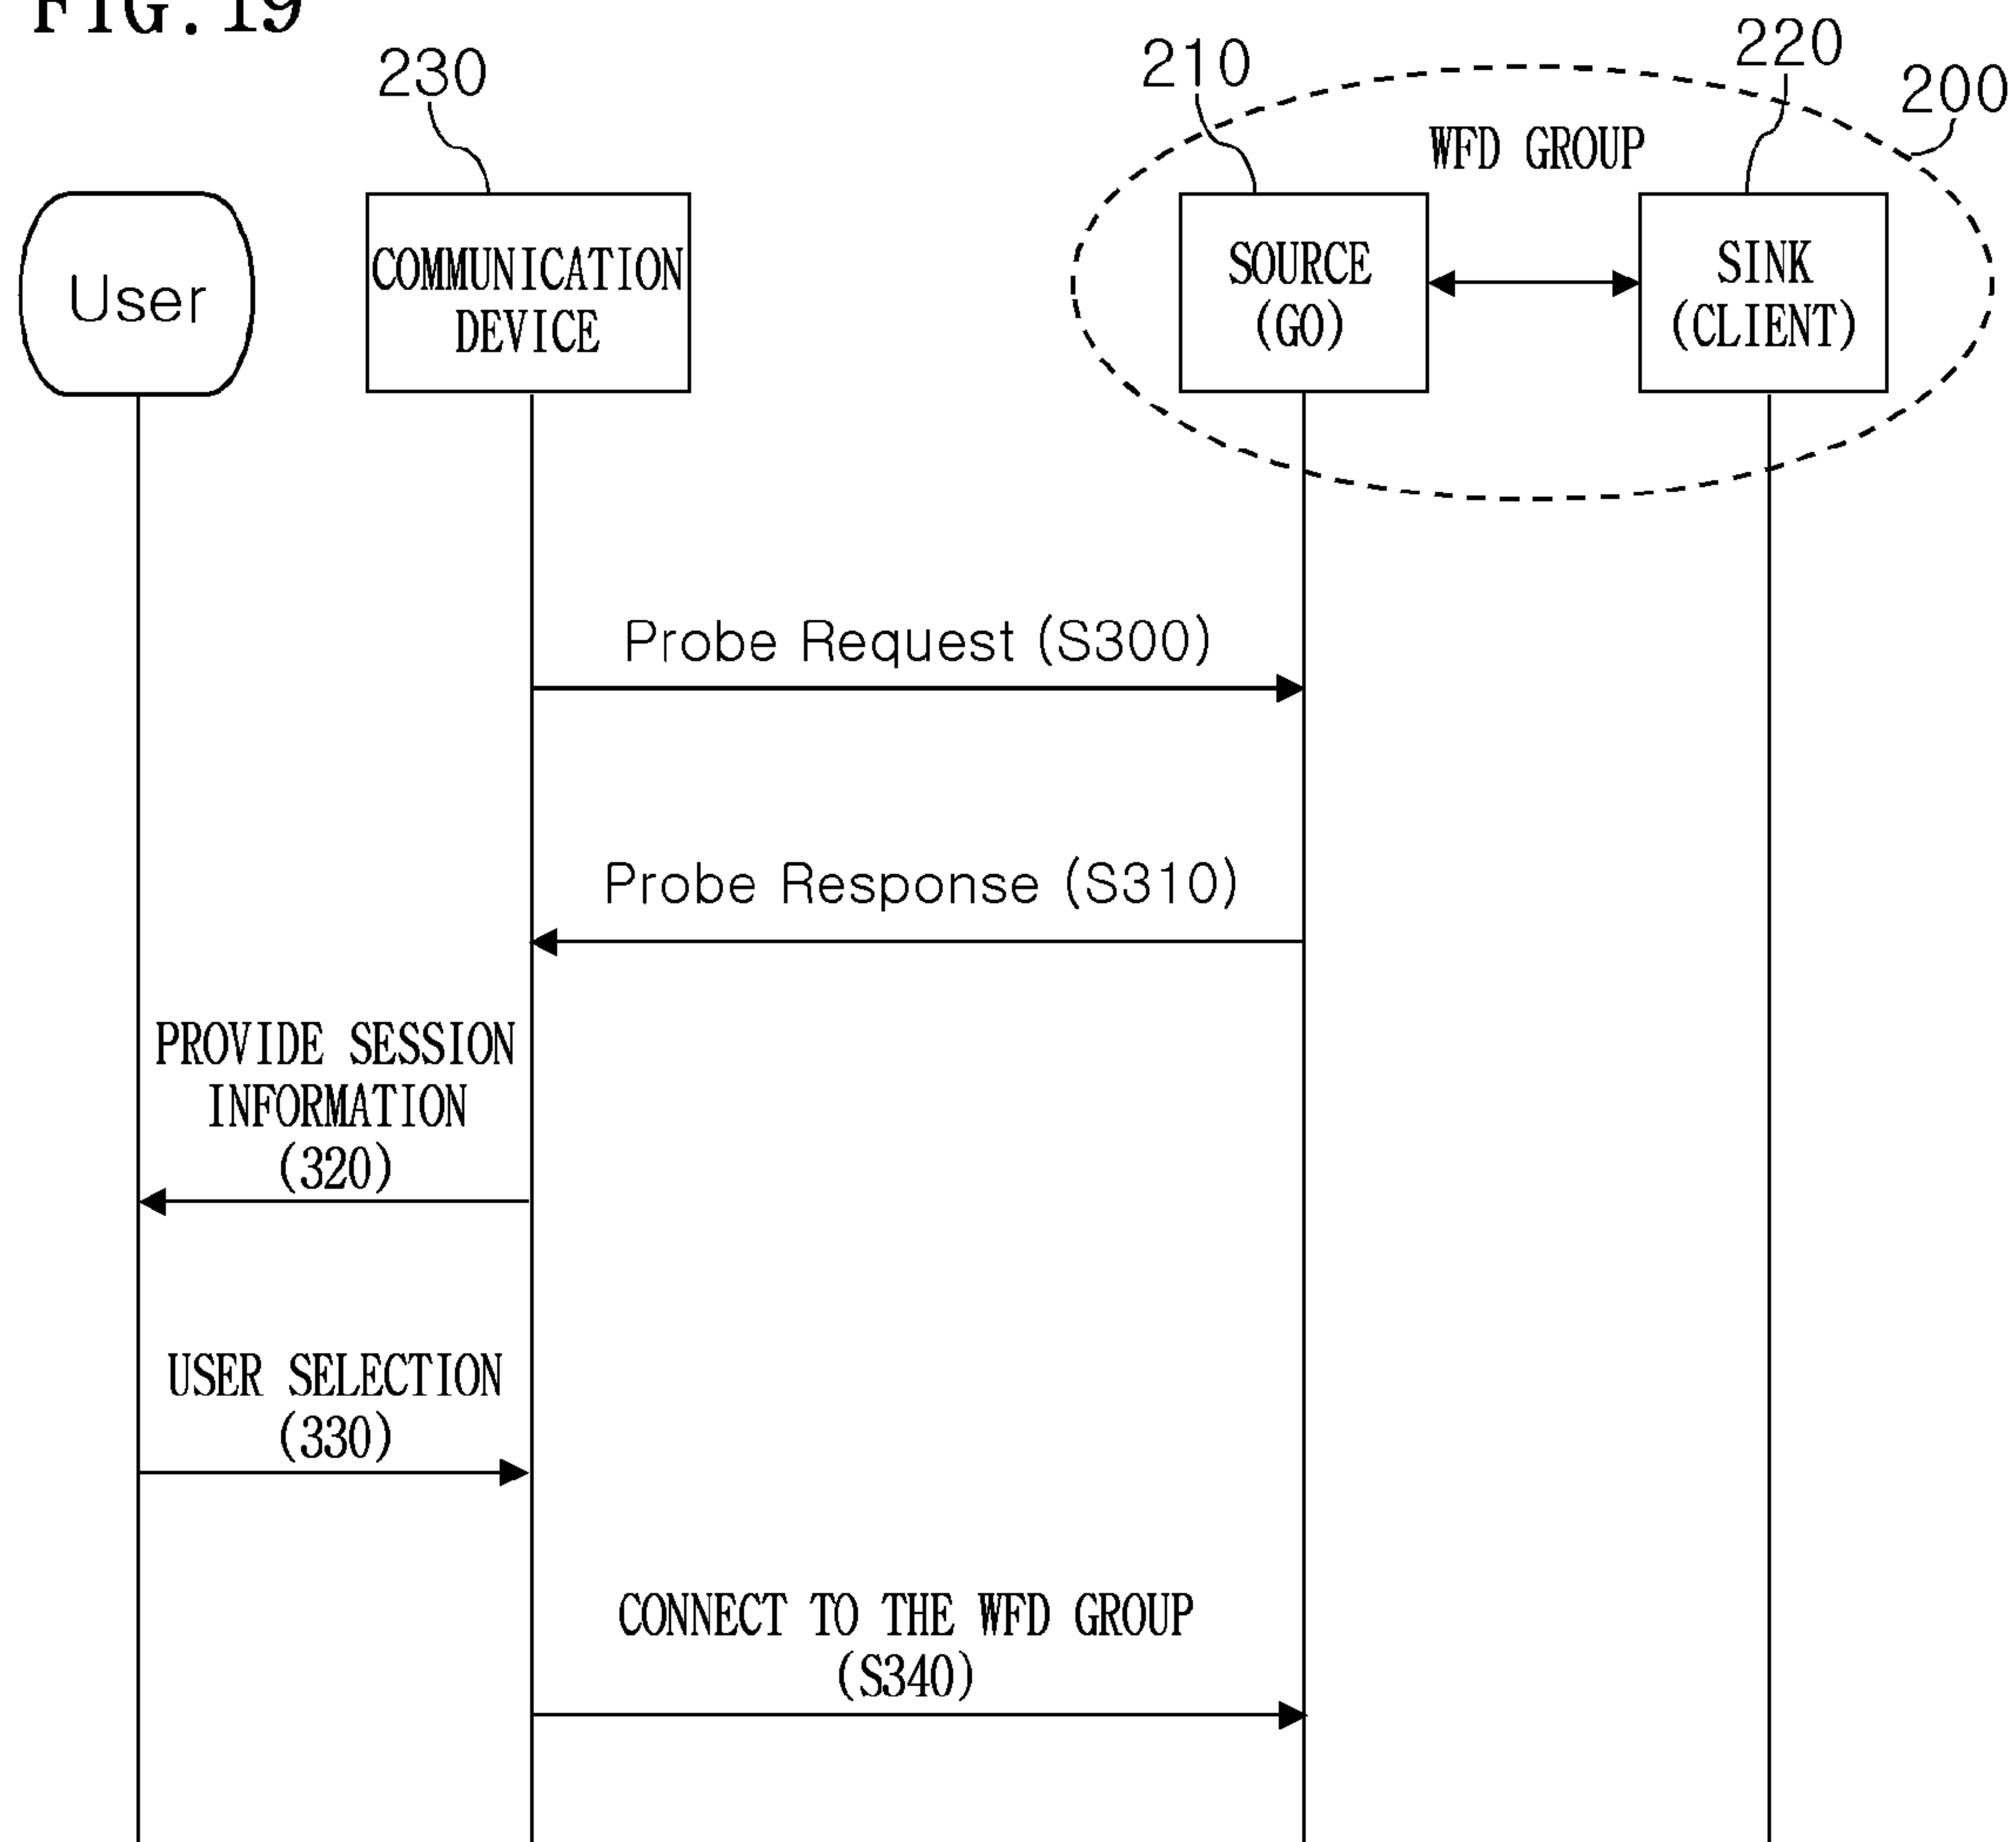 FIG. 19
230
210
220
200
WFD GROUP
User
COMMUNICATION
DEVICE
SOURCE
(GO)
SINK
(CLIENT)
Probe Request (S300)
Probe Response (S310)
PROVIDE SESSION
INFORMATION
(320)
USER SELECTION
(330)
CONNECT TO THE WFD GROUP
(S340)